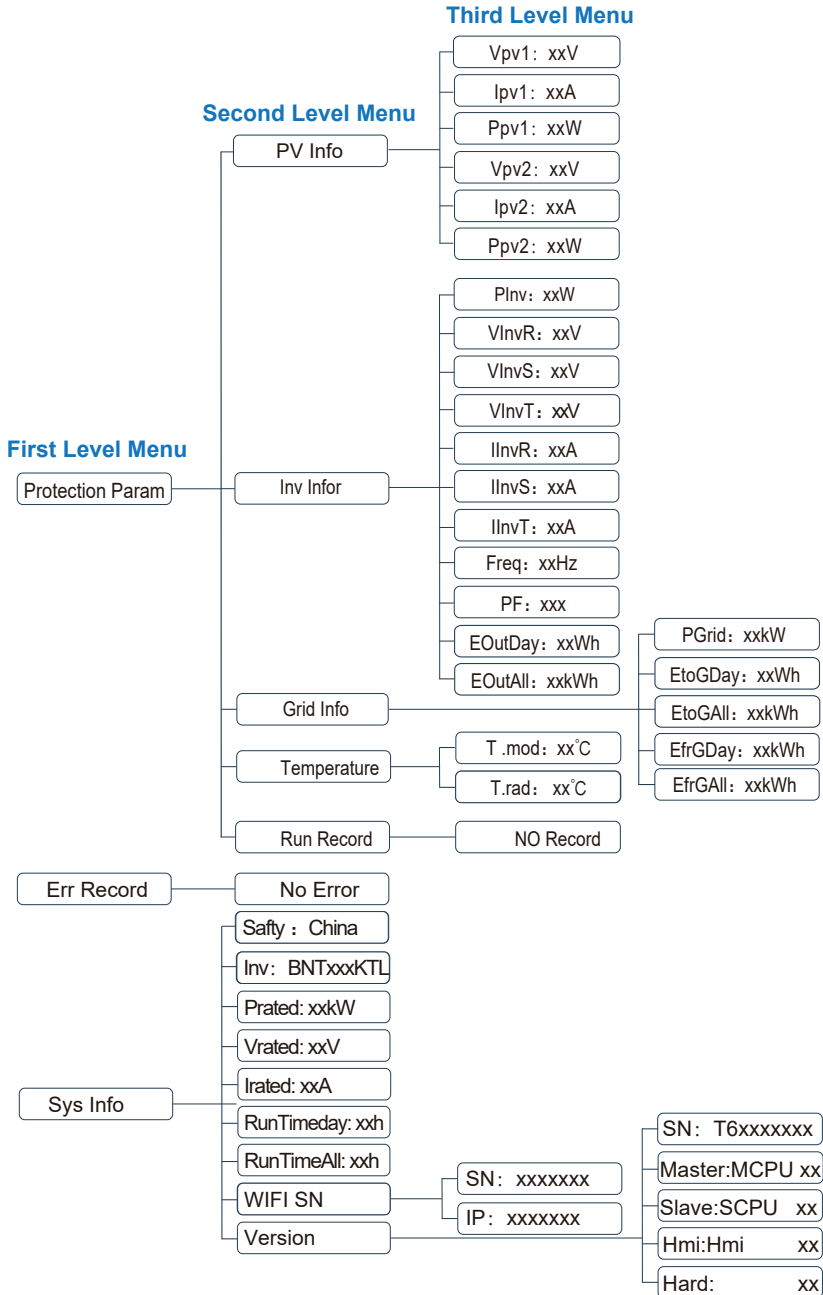 Third Level Menu
Vpv1: xxV
Ipv1: xxA
Second Level Menu
Ppv1: xxW
PV Info
Vpv2: xxV
Ipv2: xxA
Ppv2: xxW
PInv: xxW
VInvR: xxV
VInvS: xxV
VInvT: xxV
First Level Menu
IInvR: xxA
Protection Param
Inv Infor
IInvS: xxA
IInvT: xxA
Freq: xxHz
PF: xxx
EOutDay: xxWh
EOutAll: xxkWh
PGrid: xxkW
EtoGDay: xxWh
Grid Info
EtoGAll: xxkWh
EfrGDay: xxkWh
EfrGAll: xxkWh
Temperature
T .mod: xx°C
T.rad: xx°C
Run Record
NO Record
Err Record
No Error
Safty : China
Inv: BNTxxxKTL
Prated: xxkW
Vrated: xxV
Irated: xxA
Sys Info
RunTimeday: xxh
RunTimeAll: xxh
WIFI SN
SN: xxxxxxx
IP: xxxxxxx
Version
SN: T6xxxxxxx
Master:MCPU xx
Slave:SCPU xx
Hmi:Hmi xx
Hard: xx